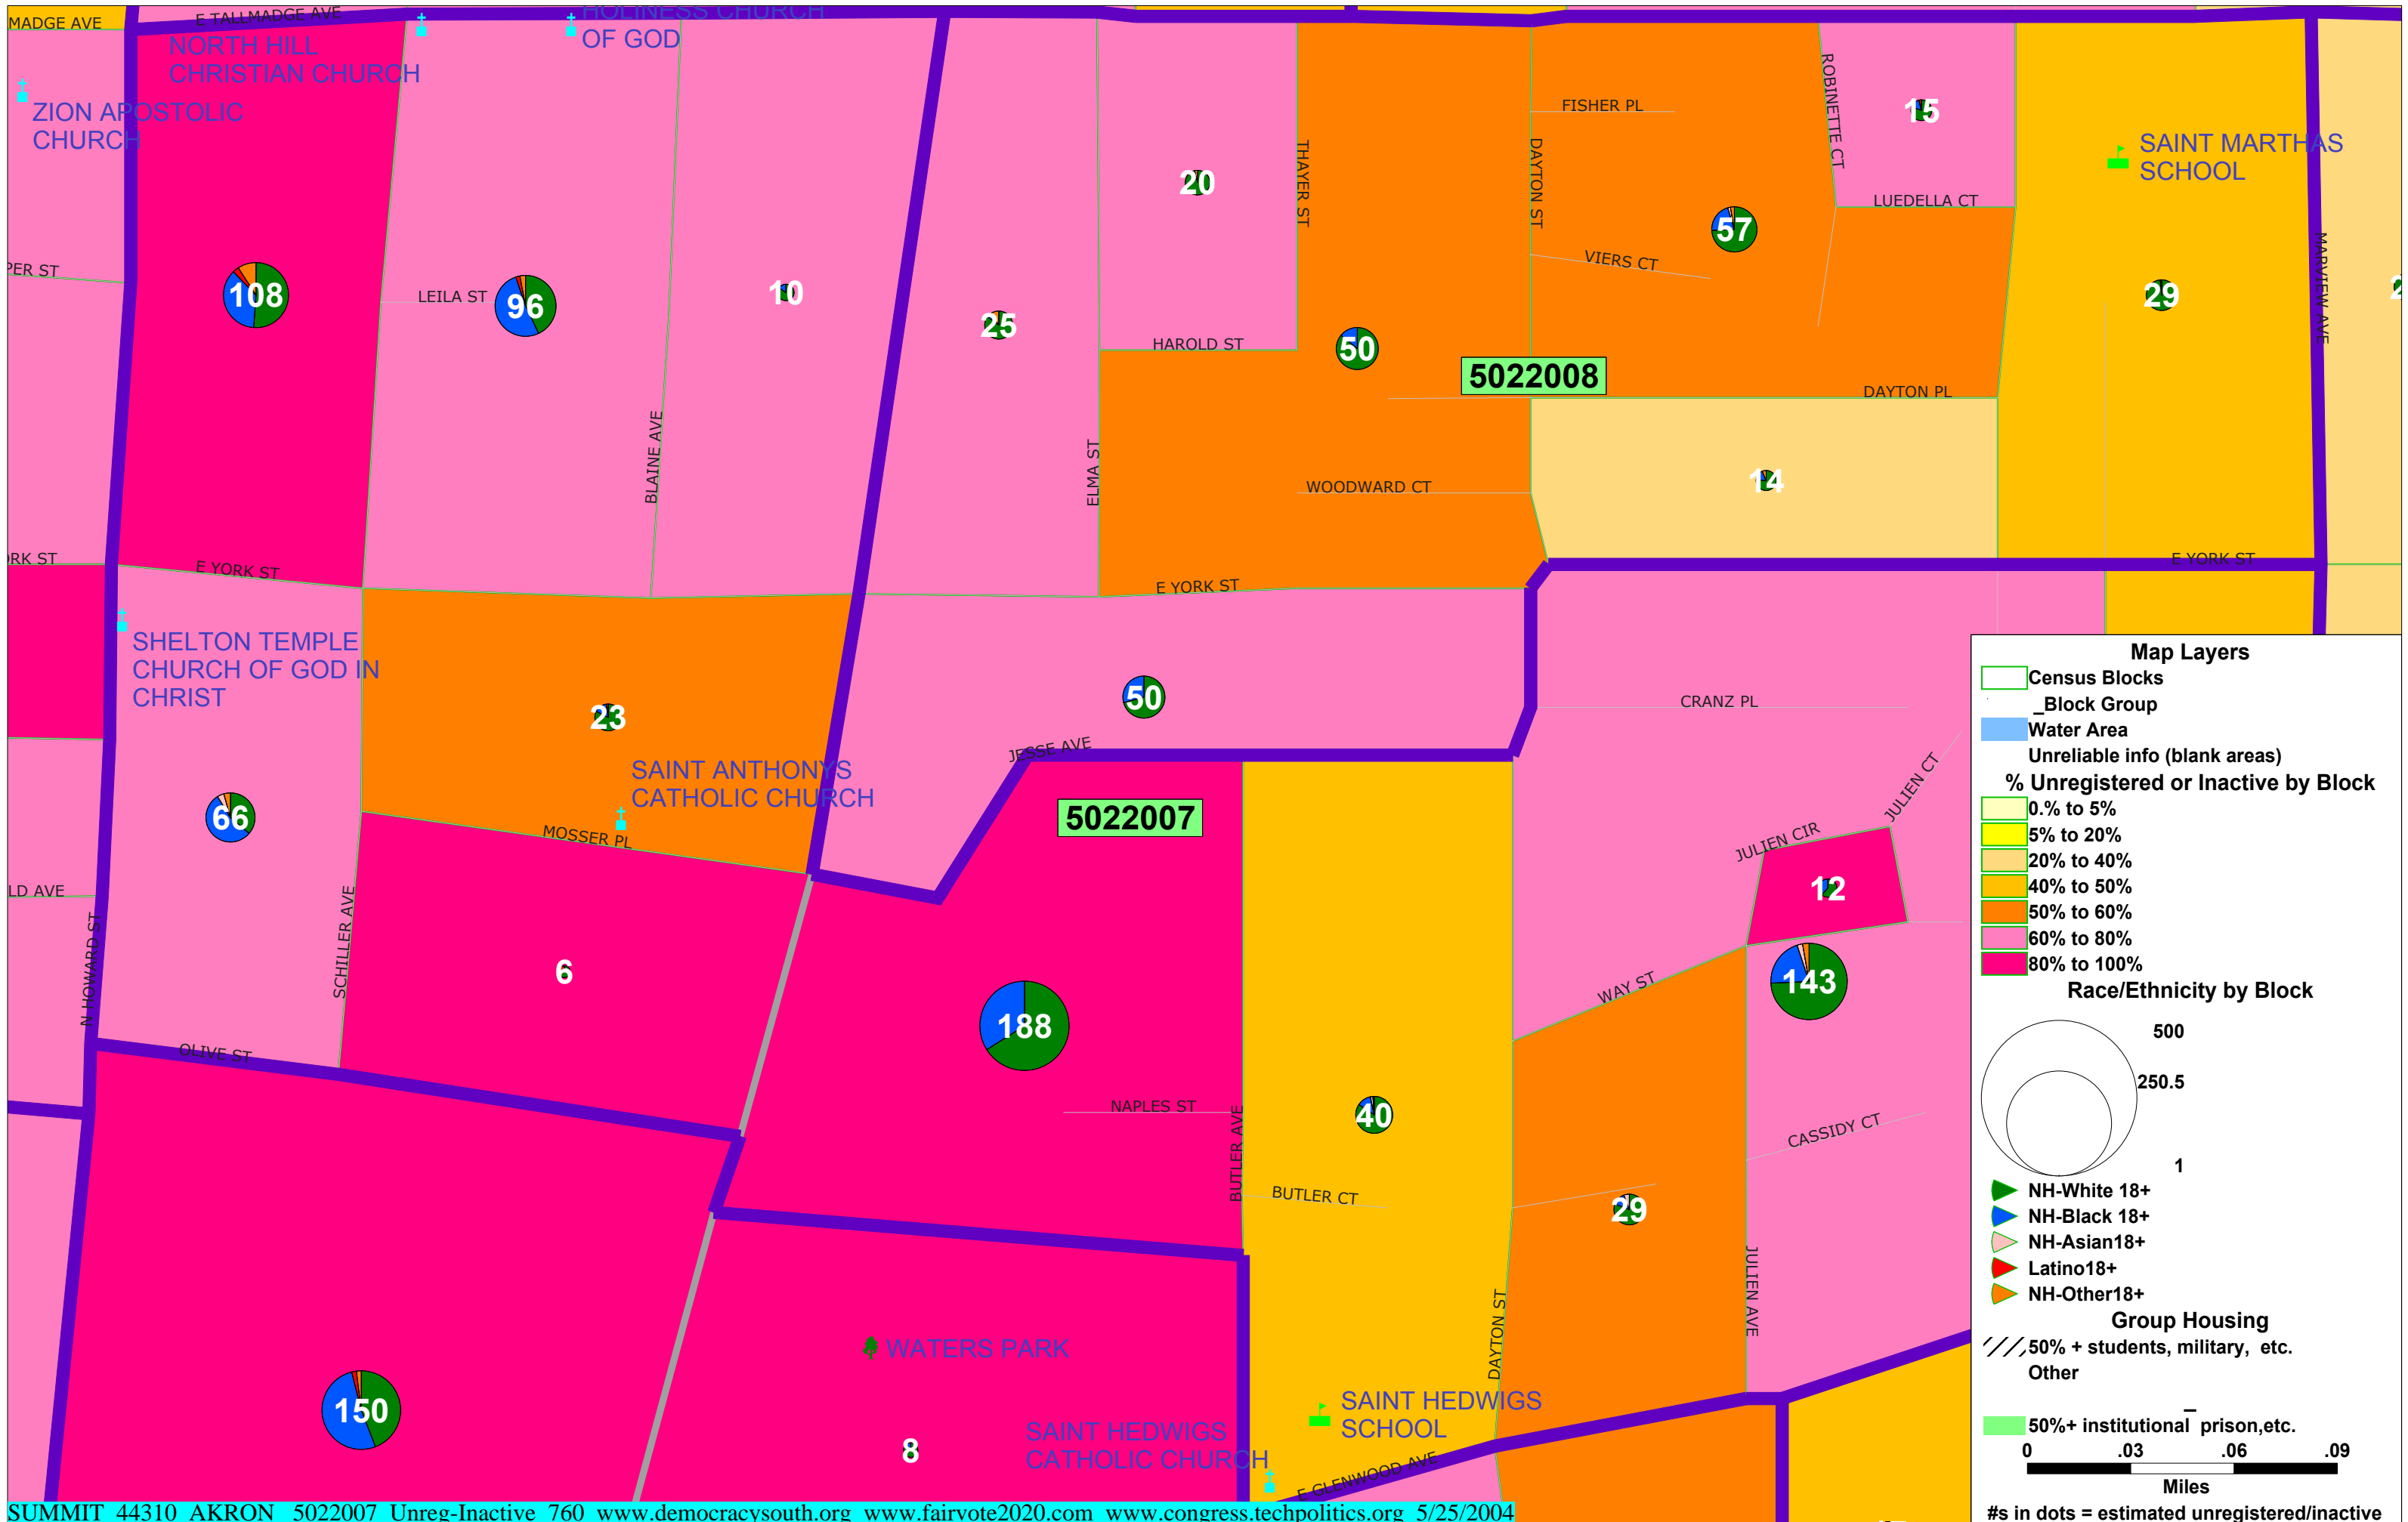 MADGE AVE
E TALLMADGE AVE
HOLINESS CHURCH
OF GOD
NORTH HILL
CHRISTIAN CHURCH
ZION APOSTOLIC
CHURCH
FISHER PL
ROBINETTE CT
15
SAINT MARTHAS
SCHOOL
THAYER ST
DAYTON ST
20
LUEDELLA CT
57
MARVIEW AVE
VIERS CT
PER ST
108
LEILA ST
96
10
25
29
2
HAROLD ST
50
5022008
DAYTON PL
BLAINE AVE
ELMA ST
WOODWARD CT
14
ORK ST
E YORK ST
E YORK ST
E YORK ST
SHELTON TEMPLE
CHURCH OF GOD IN
CHRIST
23
50
CRANZ PL
JESSE AVE
SAINT ANTHONYS
CATHOLIC CHURCH
5022007
JULIEN CT
66
MOSSER PL
JULIEN CIR
12
LD AVE
N HOWARD ST
SCHILLER AVE
6
188
WAY ST
143
OLIVE ST
NAPLES ST
40
CASSIDY CT
BUTLER AVE
BUTLER CT
29
JULIEN AVE
DAYTON ST
WATERS PARK
150
SAINT HEDWIGS
SCHOOL
SAINT HEDWIGS
CATHOLIC CHURCH
8
E GLENWOOD AVE
Map Layers
Census Blocks
_Block Group
Water Area
Unreliable info (blank areas)
% Unregistered or Inactive by Block
0.% to 5%
5% to 20%
20% to 40%
40% to 50%
50% to 60%
60% to 80%
80% to 100%
Race/Ethnicity by Block
500
250.5
1
NH-White 18+
NH-Black 18+
NH-Asian18+
Latino18+
NH-Other18+
Group Housing
50% + students, military, etc.
Other
_
50%+ institutional prison,etc.
0 .03 .06 .09
Miles
#s in dots = estimated unregistered/inactive
SUMMIT 44310 AKRON 5022007 Unreg-Inactive 760 www.democracysouth.org www.fairvote2020.com www.congress.techpolitics.org 5/25/2004